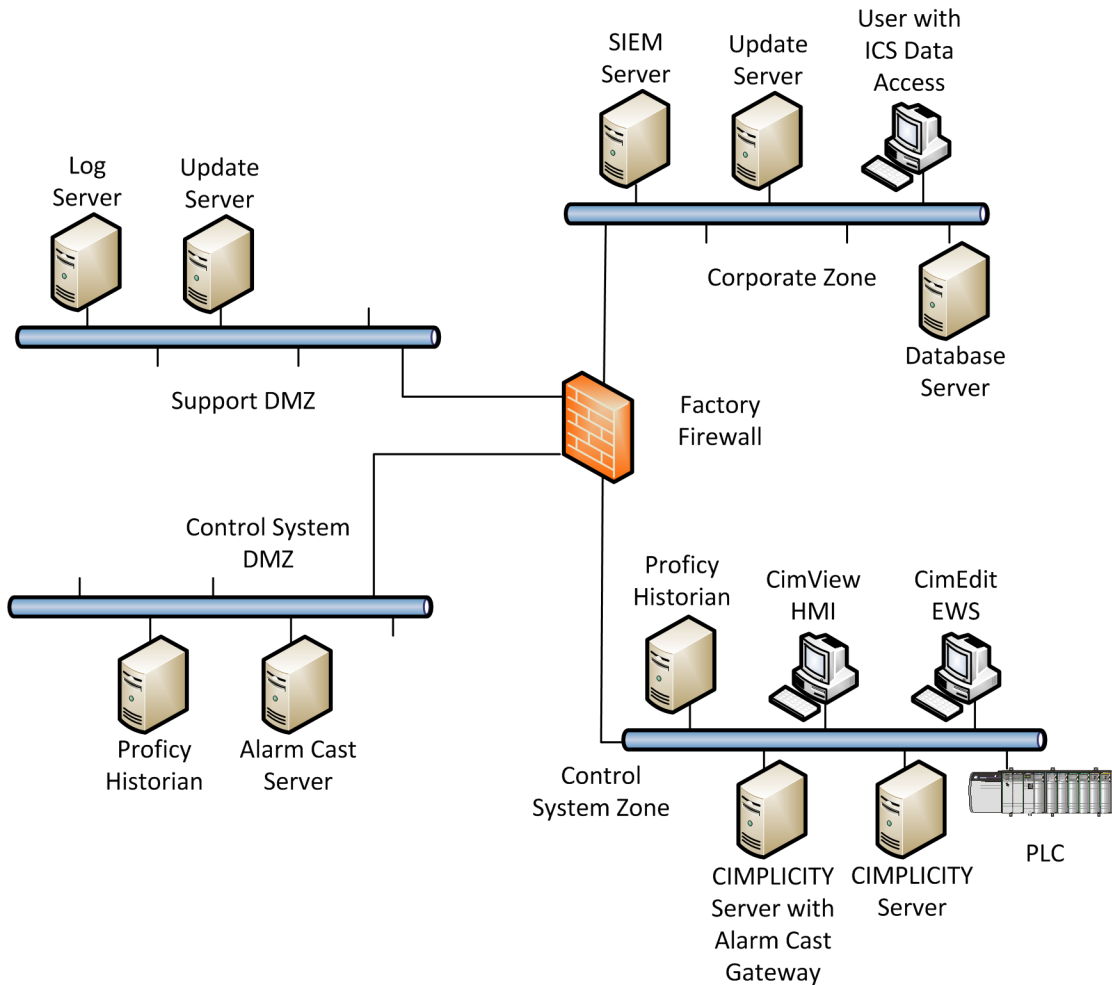 SIEM
Server
Update
Server
User with
ICS Data
Access
Log
Server
Update
Server
Corporate Zone
Database
Server
Support DMZ
Factory
Firewall
Control System
DMZ
Proficy
Historian
CimView
HMI
CimEdit
EWS
Proficy
Historian
Alarm Cast
Server
Control
System Zone
CIMPLICITY
Server with
Alarm Cast
Gateway
CIMPLICITY
Server
PLC